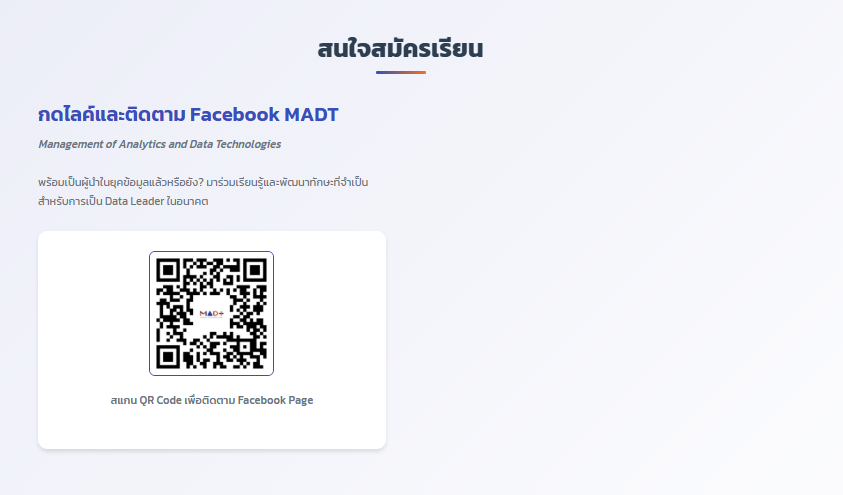 สนใจสมัครเรียน
กดไลค์และติดตาม Facebook MADT
Management of Analytics and Data Technologies
พร้อมเป็นผู้นำในยุคข้อมูลแล้วหรือยัง? มาร่วมเรียนรู้และพัฒนาทักษะที่จำเป็น
สำหรับการเป็น Data Leader ในอนาคต
MADT
สแกน QR Code เพื่อติดตาม Facebook Page